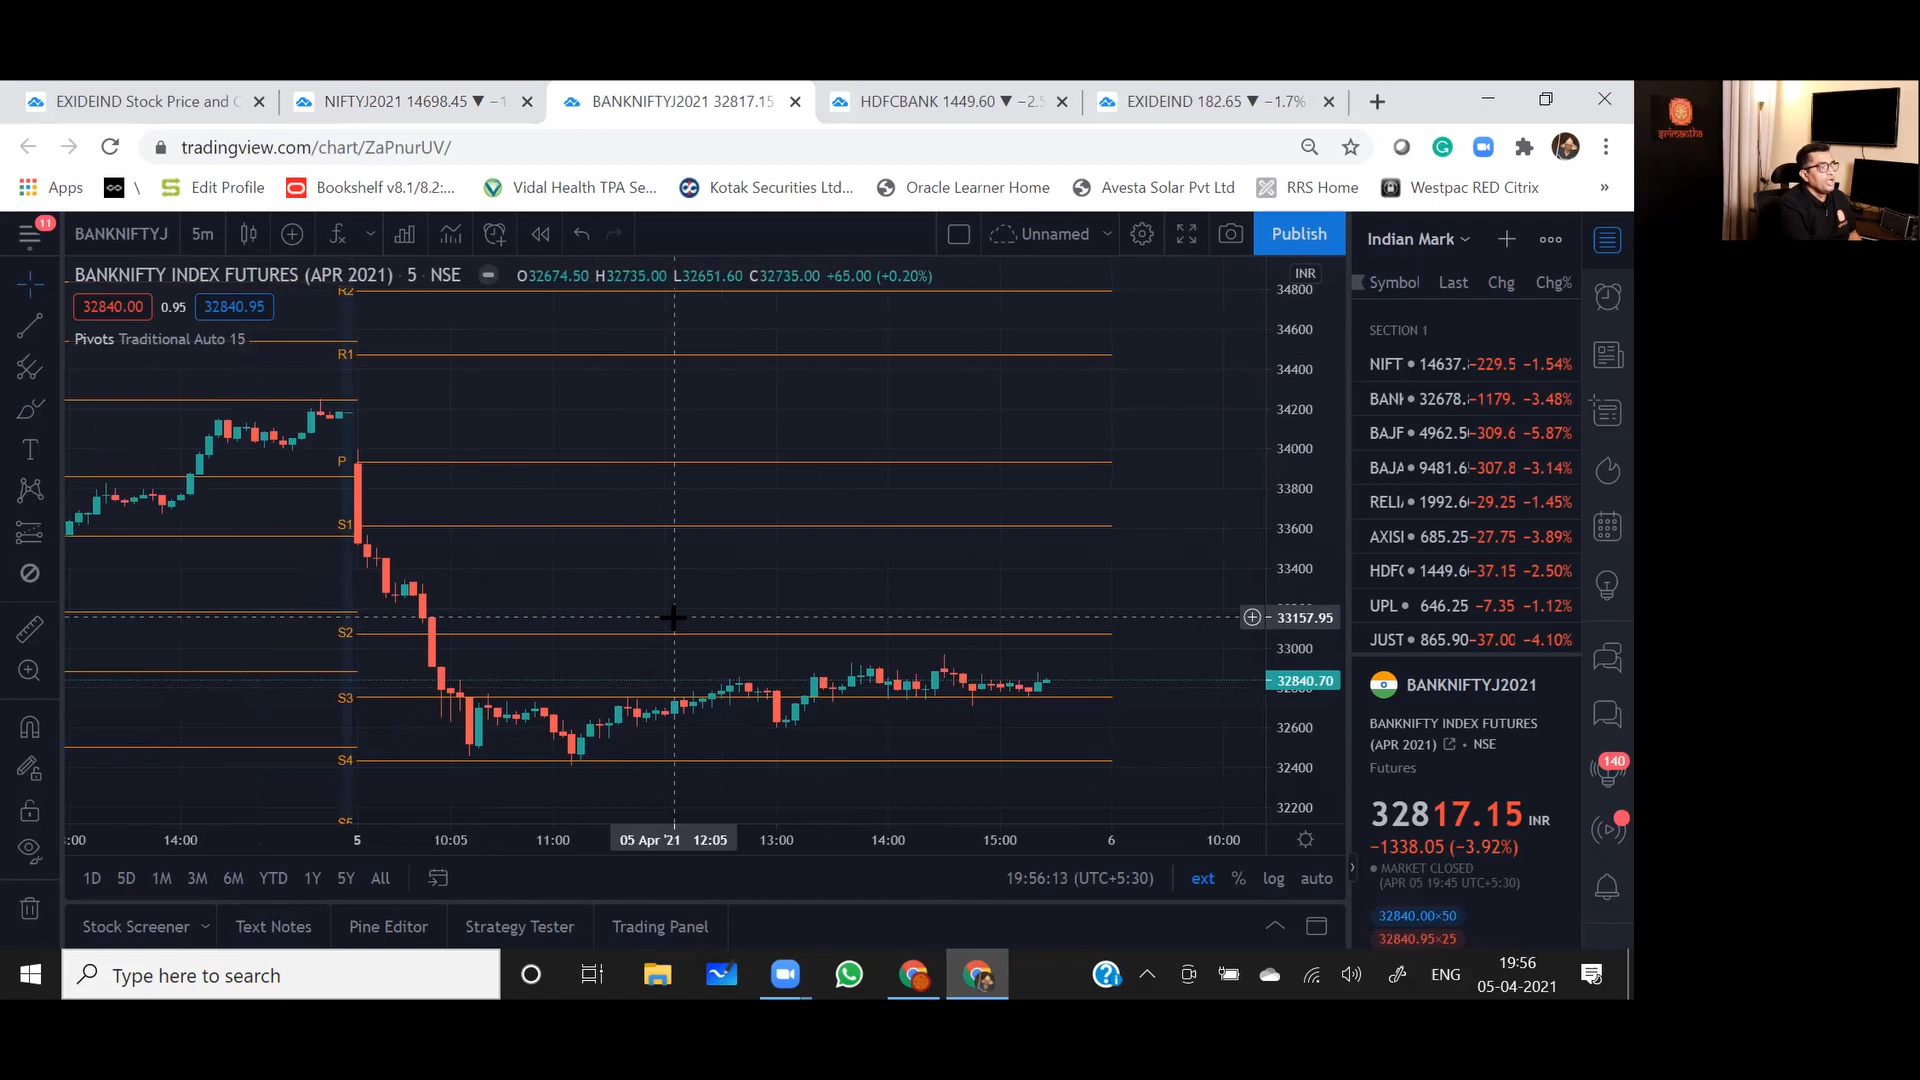 EXIDEIND Stock Price and C
NIFTYJ2021 14698.45 ▼ −1
BANKNIFTYJ2021 32817.15
HDFCBANK 1449.60 ▼ −2.5
EXIDEIND 182.65 ▼ −1.7%
srimantha
tradingview.com/chart/ZaPnurUV/
Apps
\
Edit Profile
Bookshelf v8.1/8.2:...
Vidal Health TPA Se...
Kotak Securities Ltd...
Oracle Learner Home
Avesta Solar Pvt Ltd
RRS Home
Westpac RED Citrix
»
11
BANKNIFTYJ
5m
Unnamed
Publish
Indian Mark
BANKNIFTY INDEX FUTURES (APR 2021) · 5 · NSE
O32674.50 H32735.00 L32651.60 C32735.00 +65.00 (+0.20%)
INR
32840.00 0.95 32840.95
Pivots Traditional Auto 15
R2
R1
P
S1
S2
S3
S4
S5
34800
34600
34400
34200
34000
33800
33600
33400
33157.95
33000
32840.70
32600
32400
32200
Symbol Last Chg Chg%
SECTION 1
NIFT 14637. −229.5 −1.54%
BANK 32678. −1179. −3.48%
BAJF 4962.50 −309.6 −5.87%
BAJA 9481.6 −307.8 −3.14%
RELI 1992.6 −29.25 −1.45%
AXISI 685.25 −27.75 −3.89%
HDFC 1449.6 −37.15 −2.50%
UPL 646.25 −7.35 −1.12%
JUST 865.90 −37.00 −4.10%
BANKNIFTYJ2021
BANKNIFTY INDEX FUTURES
(APR 2021) • NSE
Futures
140
32817.15 INR
−1338.05 (−3.92%)
MARKET CLOSED
(APR 05 19:45 UTC+5:30)
32840.00×50
32840.95×25
:00 14:00 5 10:05 11:00 05 Apr '21 12:05 13:00 14:00 15:00 6 10:00
1D 5D 1M 3M 6M YTD 1Y 5Y All
19:56:13 (UTC+5:30) ext % log auto
Stock Screener
Text Notes
Pine Editor
Strategy Tester
Trading Panel
Type here to search
ENG
19:56
05-04-2021